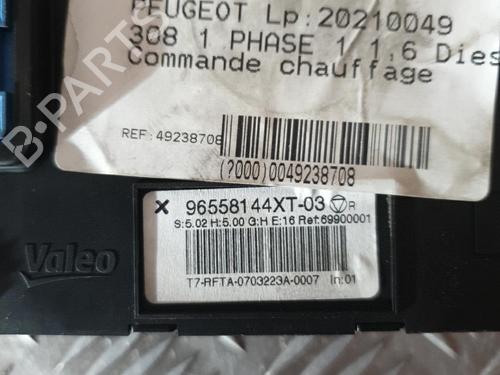 PEUGEOT Lp:20210049
308 1 PHASE 1 1,6 Dies
Commande chauffage
REF:49238708
(?000)0049238708
B-PARTS
Valeo
X 96558144XT-03 R
S:5.02 H:5.00 G:H E:16 Ref:69900001
T7-RFTA-0703223A-0007 In:01